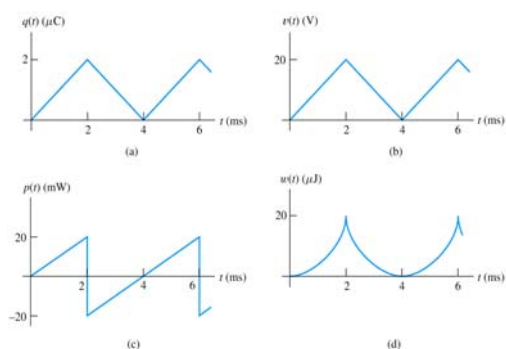 q(t) (μC)
2
2
4
6
t (ms)
(a)
v(t) (V)
20
2
4
6
t (ms)
(b)
p(t) (mW)
20
2
4
6
t (ms)
–20
(c)
w(t) (μJ)
20
2
4
6
t (ms)
(d)